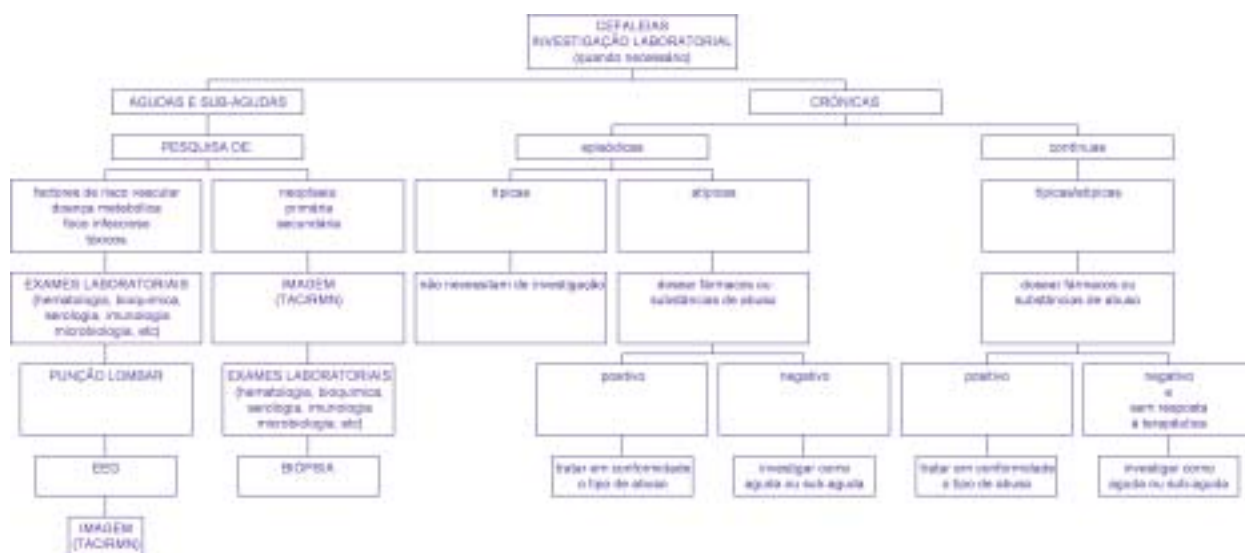 CEFALEIAS
INVESTIGAÇÃO LABORATORIAL
(quando necessário)
AGUDAS E SUB-AGUDAS
CRÓNICAS
PESQUISA DE
episódicas
contínuas
factores de risco vascular
doença metabólica
foco infeccioso
tóxicos
neoplasia
primária
secundária
típicas
atípicas
típicas/atípicas
EXAMES LABORATORIAIS
(hematologia, bioquímica,
serologia, imunologia
microbiologia, etc)
IMAGEM
(TAC/RMN)
não necessitam de investigação
dosear fármacos ou
substâncias de abuso
dosear fármacos ou
substâncias de abuso
PUNÇÃO LOMBAR
EXAMES LABORATORIAIS
(hematologia, bioquímica,
serologia, imunologia
microbiologia, etc)
positivo
negativo
positivo
negativo
e
sem resposta
à terapêutica
EEG
BIÓPSIA
tratar em conformidade
o tipo de abuso
investigar como
aguda ou sub-aguda
tratar em conformidade
o tipo de abuso
investigar como
aguda ou sub-aguda
IMAGEM
(TAC/RMN)